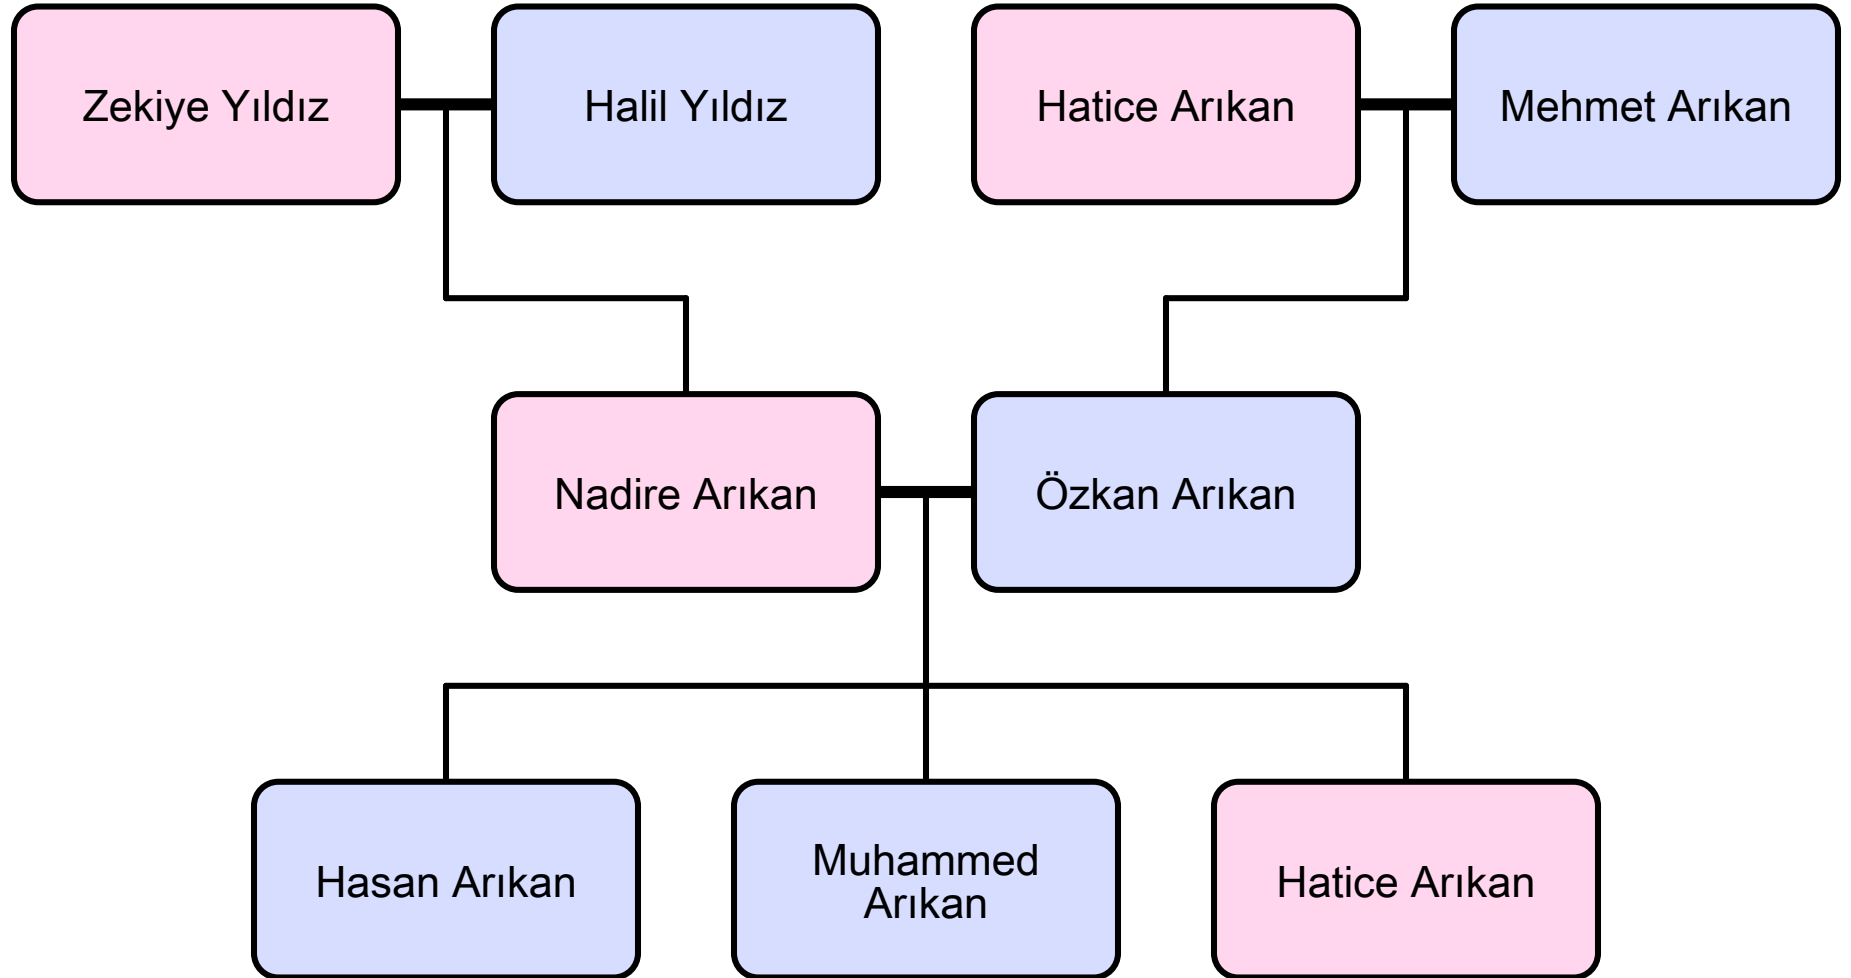 Zekiye Yıldız
Halil Yıldız
Hatice Arıkan
Mehmet Arıkan
Nadire Arıkan
Özkan Arıkan
Hasan Arıkan
Muhammed
Arıkan
Hatice Arıkan